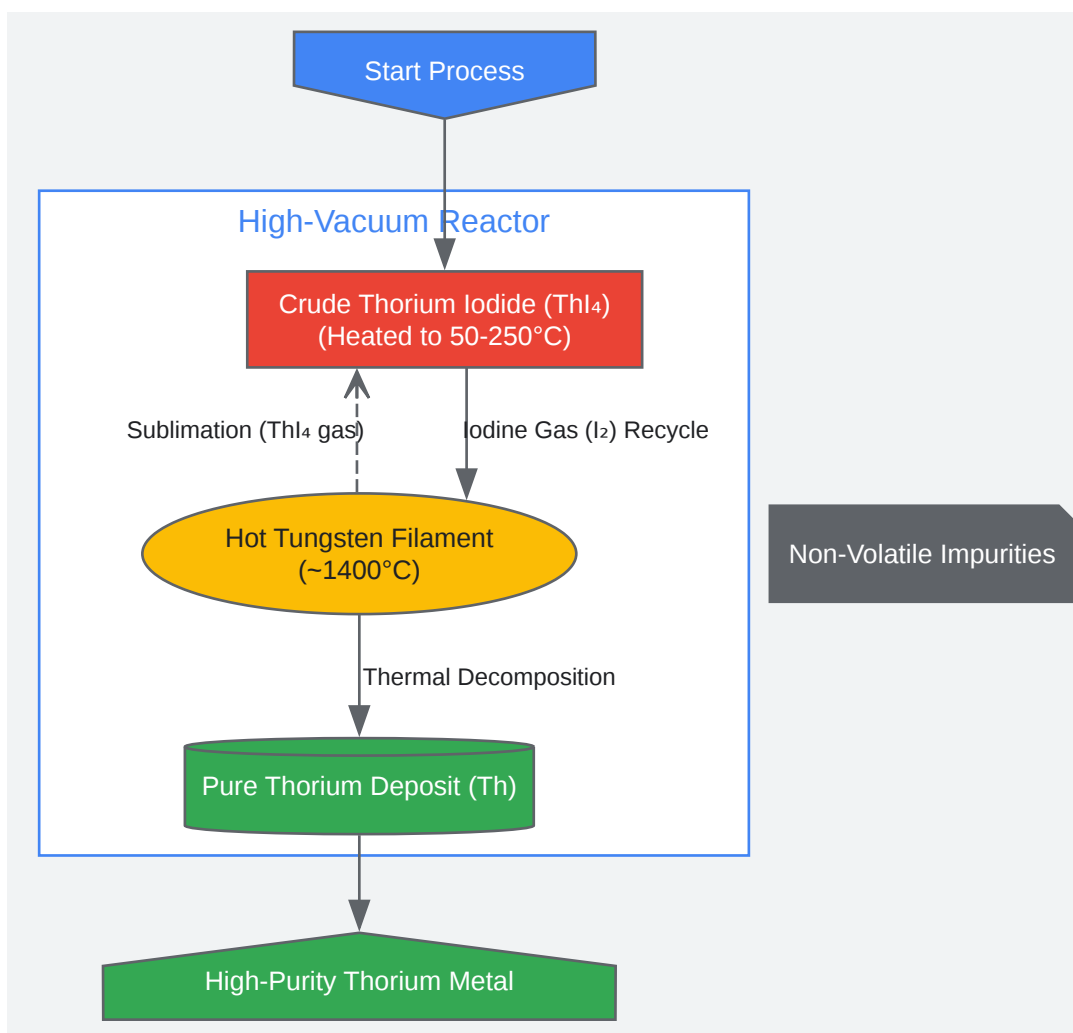 Start Process
High-Vacuum Reactor
Crude Thorium Iodide (ThI₄)
(Heated to 50-250°C)
Sublimation (ThI₄ gas)
Iodine Gas (I₂) Recycle
Hot Tungsten Filament
(~1400°C)
Non-Volatile Impurities
Thermal Decomposition
Pure Thorium Deposit (Th)
High-Purity Thorium Metal